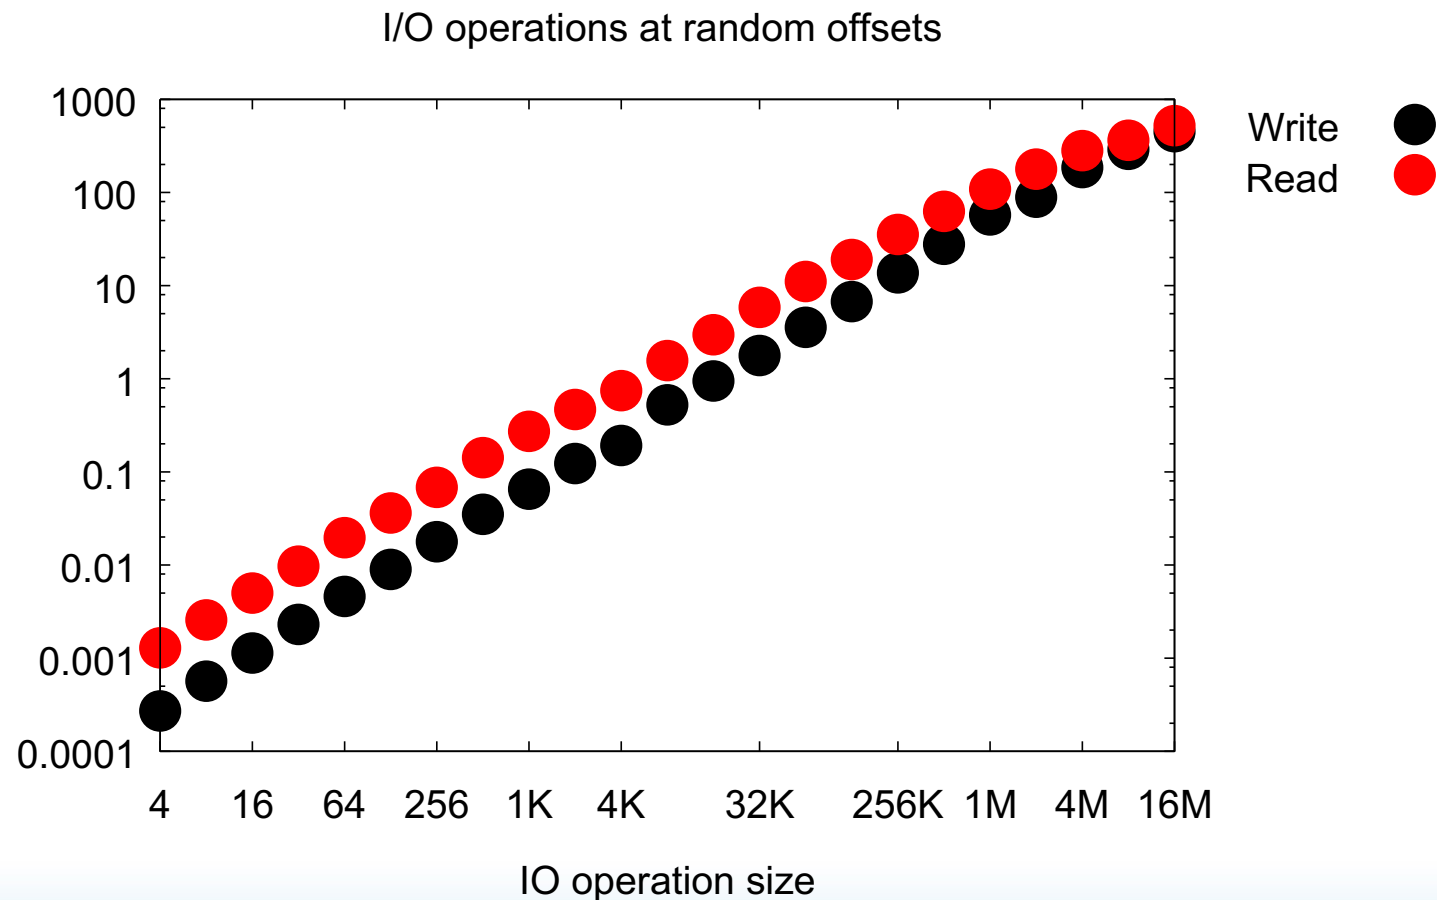 I/O operations at random offsets
1000
100
10
1
0.1
0.01
0.001
0.0001
4 16 64 256 1K 4K 32K 256K 1M 4M 16M
IO operation size
Write
Read